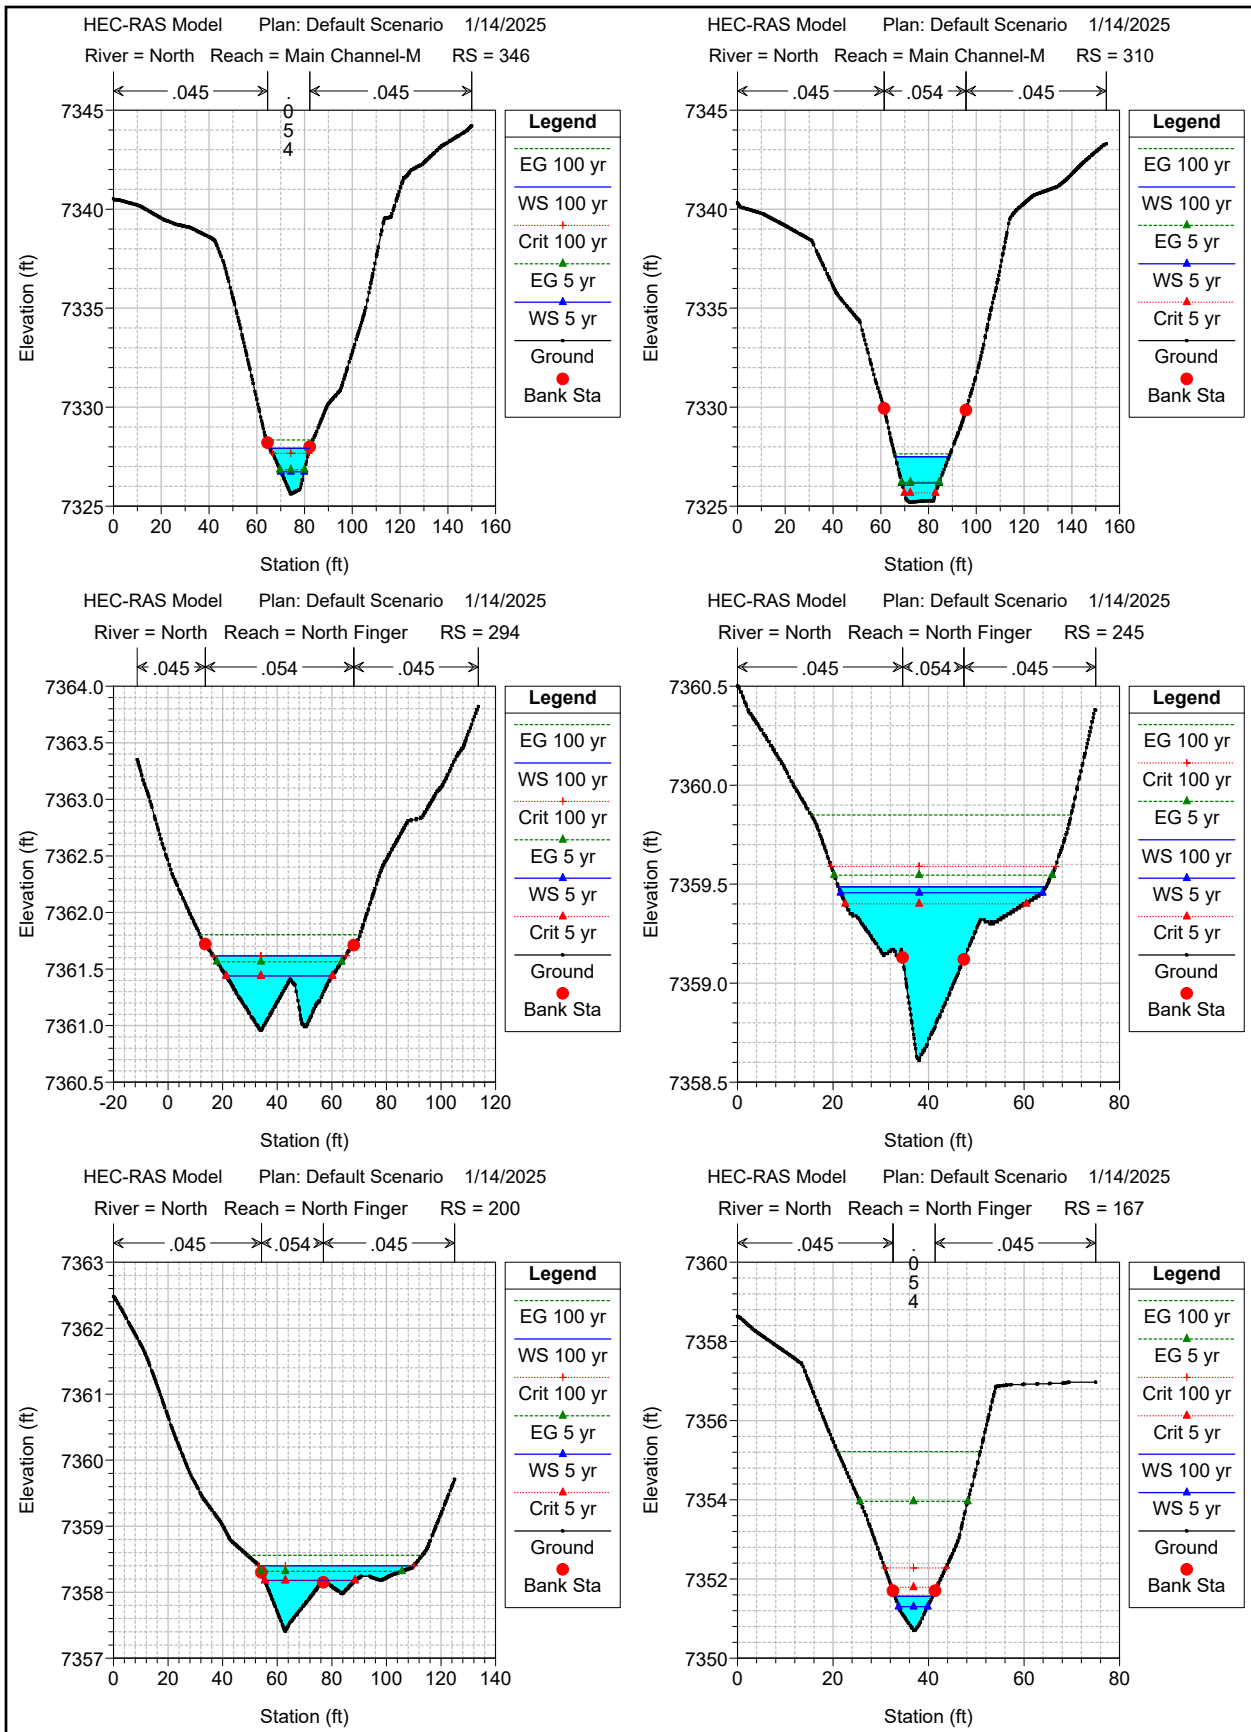 HEC-RAS Model Plan: Default Scenario 1/14/2025
River = North Reach = Main Channel-M RS = 346
.045 .054 .045
7345
7340
7335
7330
7325
Elevation (ft)
0 20 40 60 80 100 120 140 160
Station (ft)
Legend
EG 100 yr
WS 100 yr
Crit 100 yr
EG 5 yr
WS 5 yr
Ground
Bank Sta
HEC-RAS Model Plan: Default Scenario 1/14/2025
River = North Reach = Main Channel-M RS = 310
.045 .054 .045
7345
7340
7335
7330
7325
Elevation (ft)
0 20 40 60 80 100 120 140 160
Station (ft)
Legend
EG 100 yr
WS 100 yr
EG 5 yr
WS 5 yr
Crit 5 yr
Ground
Bank Sta
HEC-RAS Model Plan: Default Scenario 1/14/2025
River = North Reach = North Finger RS = 294
.045 .054 .045
7364.0
7363.5
7363.0
7362.5
7362.0
7361.5
7361.0
7360.5
Elevation (ft)
-20 0 20 40 60 80 100 120
Station (ft)
Legend
EG 100 yr
WS 100 yr
Crit 100 yr
EG 5 yr
WS 5 yr
Crit 5 yr
Ground
Bank Sta
HEC-RAS Model Plan: Default Scenario 1/14/2025
River = North Reach = North Finger RS = 245
.045 .054 .045
7360.5
7360.0
7359.5
7359.0
7358.5
Elevation (ft)
0 20 40 60 80
Station (ft)
Legend
EG 100 yr
Crit 100 yr
EG 5 yr
WS 100 yr
WS 5 yr
Crit 5 yr
Ground
Bank Sta
HEC-RAS Model Plan: Default Scenario 1/14/2025
River = North Reach = North Finger RS = 200
.045 .054 .045
7363
7362
7361
7360
7359
7358
7357
Elevation (ft)
0 20 40 60 80 100 120 140
Station (ft)
Legend
EG 100 yr
WS 100 yr
Crit 100 yr
EG 5 yr
WS 5 yr
Crit 5 yr
Ground
Bank Sta
HEC-RAS Model Plan: Default Scenario 1/14/2025
River = North Reach = North Finger RS = 167
.045 .054 .045
7360
7358
7356
7354
7352
7350
Elevation (ft)
0 20 40 60 80
Station (ft)
Legend
EG 100 yr
EG 5 yr
Crit 100 yr
Crit 5 yr
WS 100 yr
WS 5 yr
Ground
Bank Sta